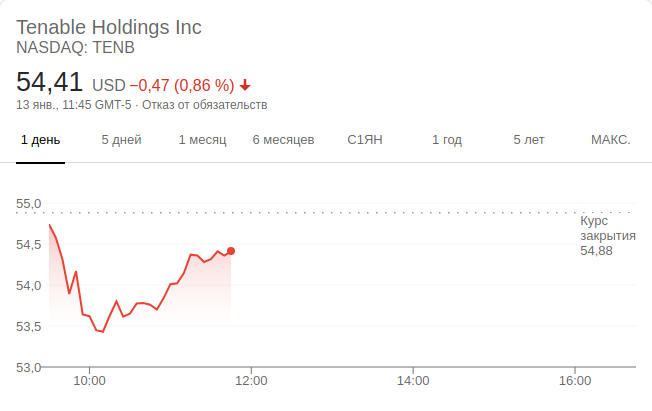 Tenable Holdings Inc
NASDAQ: TENB
54,41 USD −0,47 (0,86 %)
13 янв., 11:45 GMT-5 · Отказ от обязательств
1 день 5 дней 1 месяц 6 месяцев С1ЯН 1 год 5 лет МАКС.
55,0
Курс
закрытия
54,88
54,5
54,0
53,5
53,0
10:00 12:00 14:00 16:00